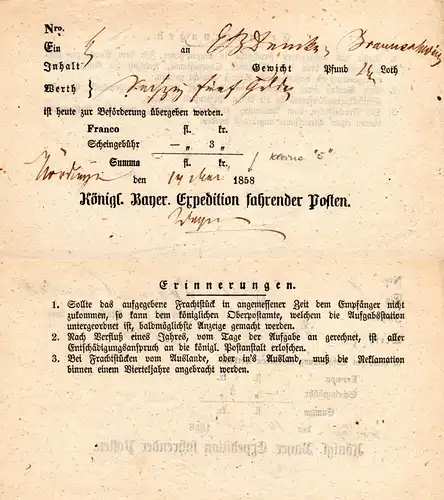 Nro.
Ein an
Inhalt Gewicht Pfund Loth
Werth } fünf
ist heute zur Beförderung übergeben worden.
Franco fl. kr.
Scheingebühr — „ 3 „
Summa fl. kr. kleine "5"
den 1858
Königl. Bayer. Expedition fahrender Posten.
Erinnerungen.
1. Sollte das aufgegebene Frachtstück in angemessener Zeit dem Empfänger nicht
zukommen, so kann dem königlichen Oberpostamte, welchem die Aufgabsstation
untergeordnet ist, baldmöglichste Anzeige gemacht werden.
2. Nach Verfluß eines Jahres, vom Tage der Aufgabe an gerechnet, ist aller
Entschädigungsanspruch an die königl. Postanstalt erloschen.
3. Bei Frachtstücken vom Auslande, oder in's Ausland, muß die Reklamation
binnen einem Vierteljahre angebracht werden.